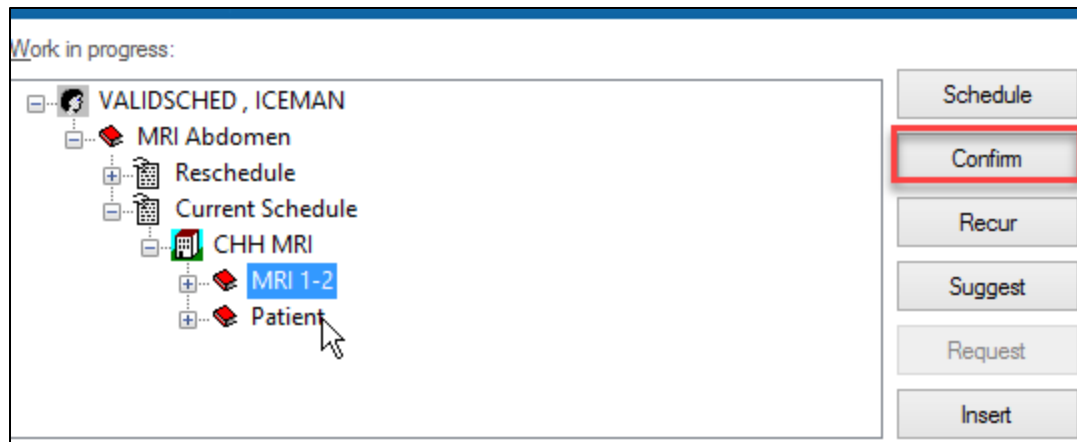 Work in progress:
VALIDSCHED , ICEMAN
MRI Abdomen
Reschedule
Current Schedule
CHH MRI
MRI 1-2
Patient
Schedule
Confirm
Recur
Suggest
Request
Insert